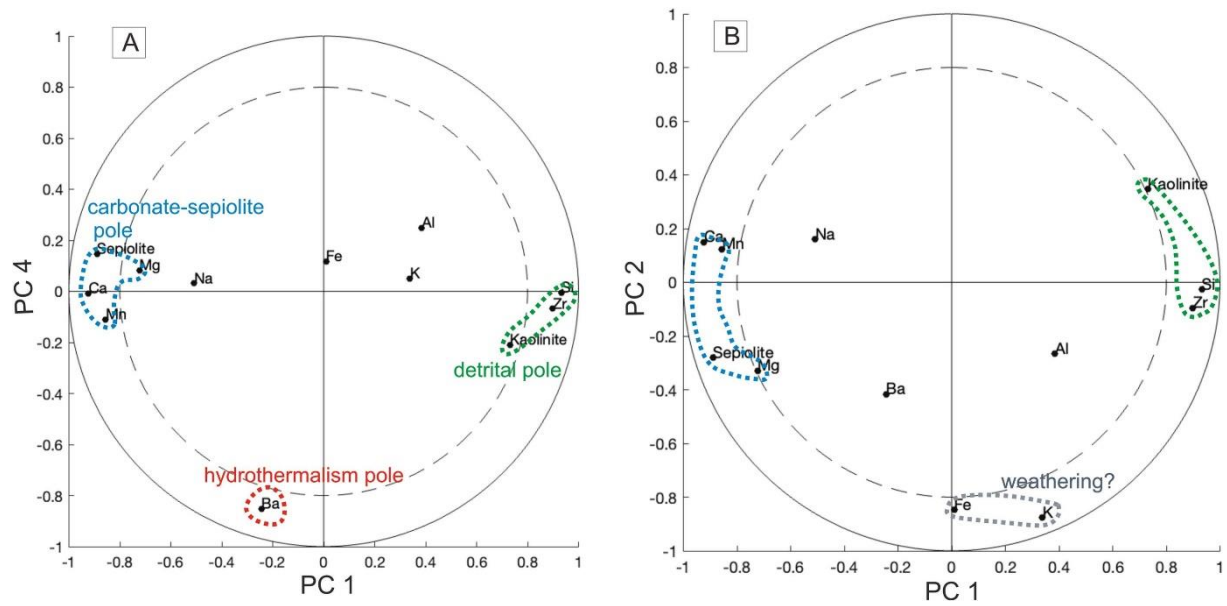 A
1
0.8
0.6
0.4
0.2
0
-0.2
-0.4
-0.6
-0.8
-1
PC 4
carbonate-sepiolite
pole
Sepiolite
Mg
Ca
Mn
Na
Fe
Al
K
Si
Zr
Kaolinite
detrital pole
hydrothermalism pole
Ba
-1 -0.8 -0.6 -0.4 -0.2 0 0.2 0.4 0.6 0.8 1
PC 1
B
1
0.8
0.6
0.4
0.2
0
-0.2
-0.4
-0.6
-0.8
-1
PC 2
Kaolinite
Ca
Mn
Na
Si
Zr
Sepiolite
Mg
Al
Ba
weathering?
Fe
K
-1 -0.8 -0.6 -0.4 -0.2 0 0.2 0.4 0.6 0.8 1
PC 1